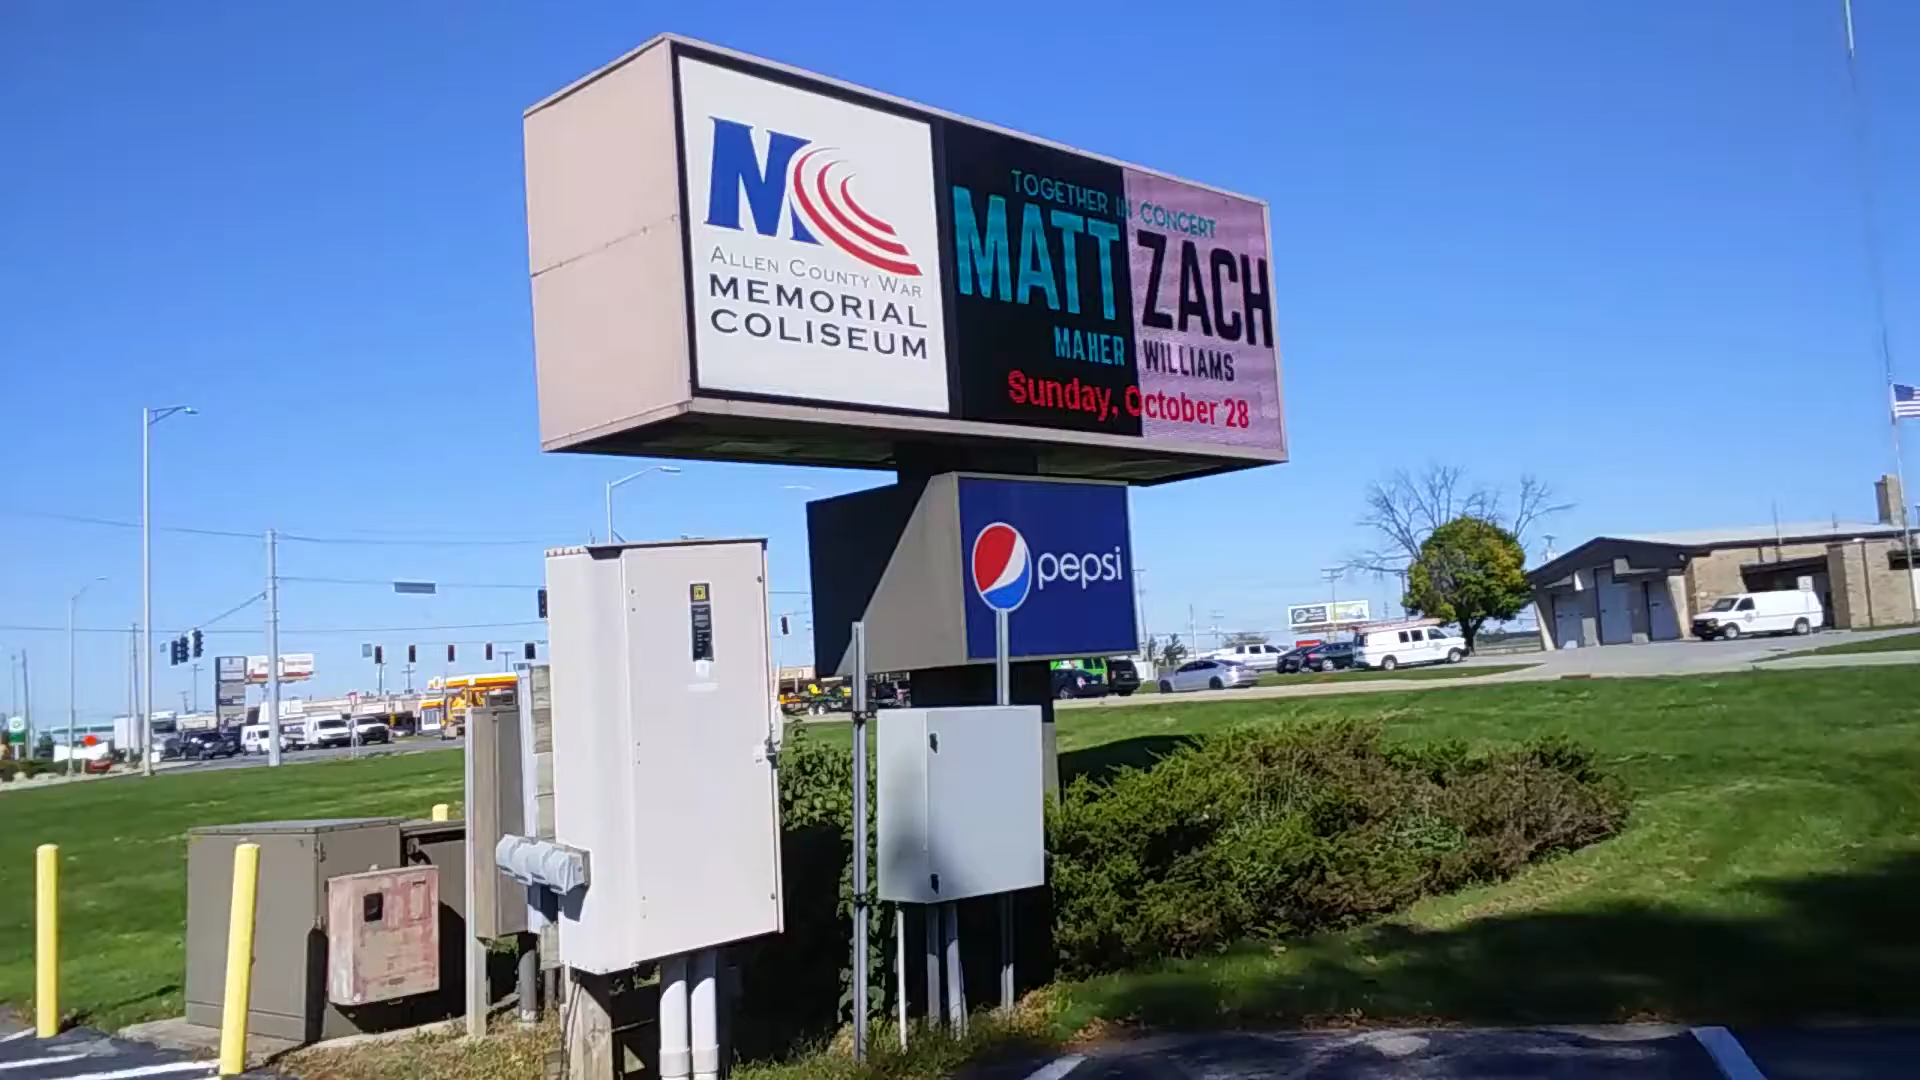 ALLEN COUNTY WAR
MEMORIAL
COLISEUM
TOGETHER IN CONCERT
MATT ZACH
MAHER WILLIAMS
Sunday, October 28
pepsi